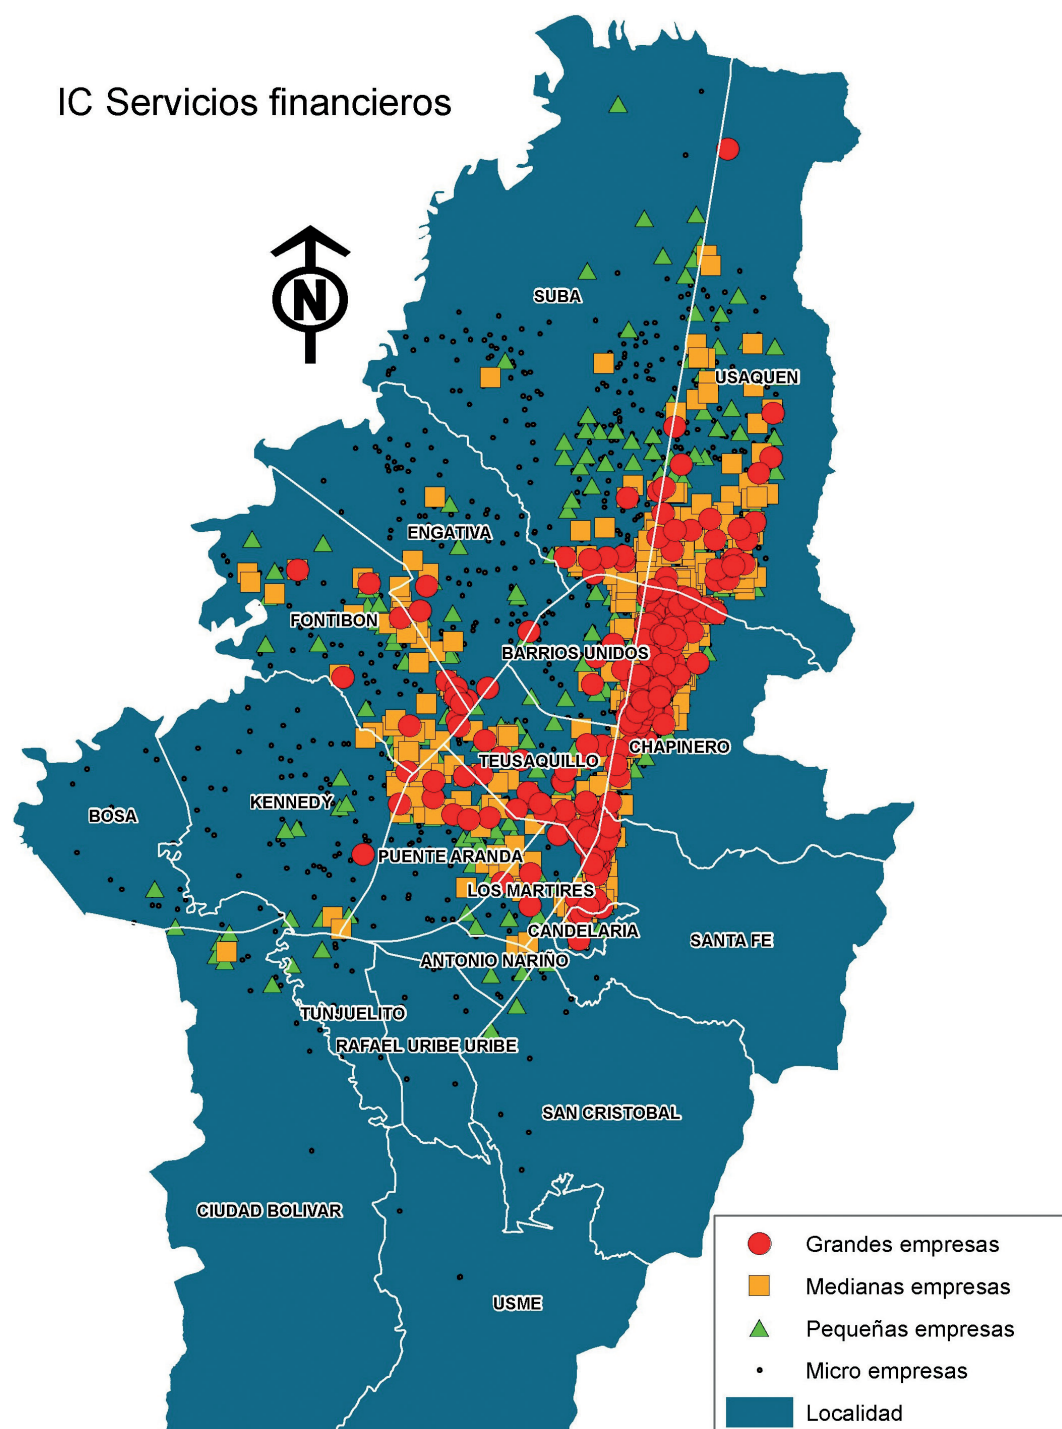 IC Servicios financieros
N
SUBA
USAQUEN
ENGATIVA
FONTIBON
BARRIOS UNIDOS
CHAPINERO
TEUSAQUILLO
KENNEDY
BOSA
PUENTE ARANDA
LOS MARTIRES
CANDELARIA
SANTA FE
ANTONIO NARIÑO
TUNJUELITO
RAFAEL URIBE URIBE
SAN CRISTOBAL
CIUDAD BOLIVAR
USME
Grandes empresas
Medianas empresas
Pequeñas empresas
Micro empresas
Localidad